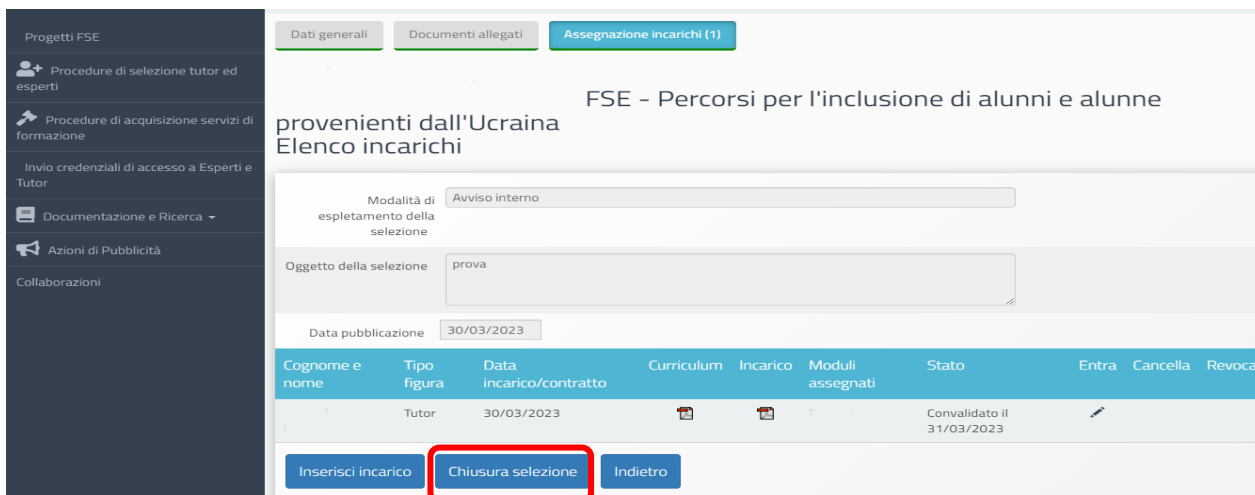 Progetti FSE
Procedure di selezione tutor ed
esperti
Procedure di acquisizione servizi di
formazione
Invio credenziali di accesso a Esperti e
Tutor
Documentazione e Ricerca
Azioni di Pubblicità
Collaborazioni
Dati generali
Documenti allegati
Assegnazione incarichi (1)
FSE - Percorsi per l'inclusione di alunni e alunne
provenienti dall'Ucraina
Elenco incarichi
Modalità di
espletamento della
selezione
Avviso interno
Oggetto della selezione
prova
Data pubblicazione
30/03/2023
Cognome e
nome
Tipo
figura
Data
incarico/contratto
Curriculum
Incarico
Moduli
assegnati
Stato
Entra
Cancella
Revoca
Tutor
30/03/2023
Convalidato il
31/03/2023
Inserisci incarico
Chiusura selezione
Indietro